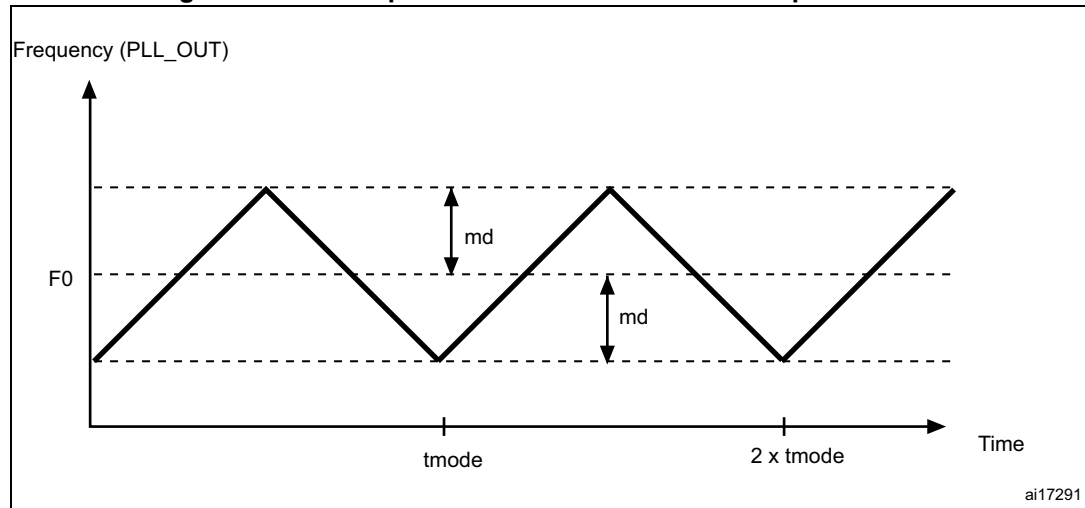 Frequency (PLL_OUT)
md
F0
md
tmode
2 x tmode
Time
ai17291